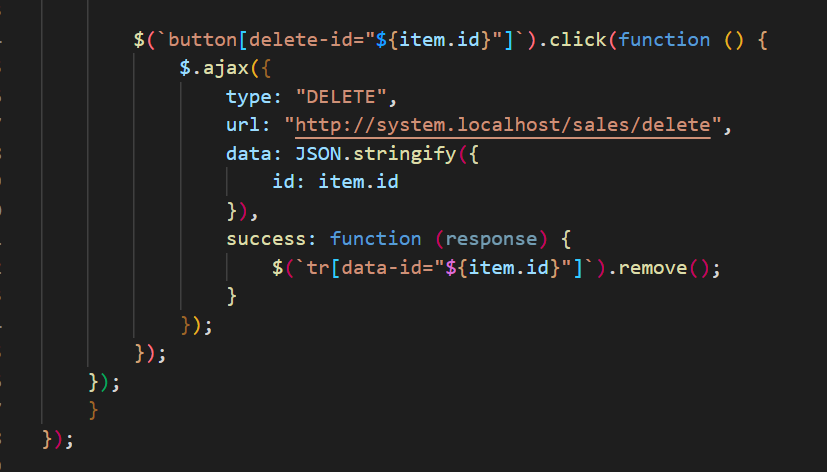 $(`button[delete-id="${item.id}"]`).click(function () {
$.ajax({
type: "DELETE",
url: "http://system.localhost/sales/delete",
data: JSON.stringify({
id: item.id
}),
success: function (response) {
$(`tr[data-id="${item.id}"]`).remove();
}
});
});
});
}
});